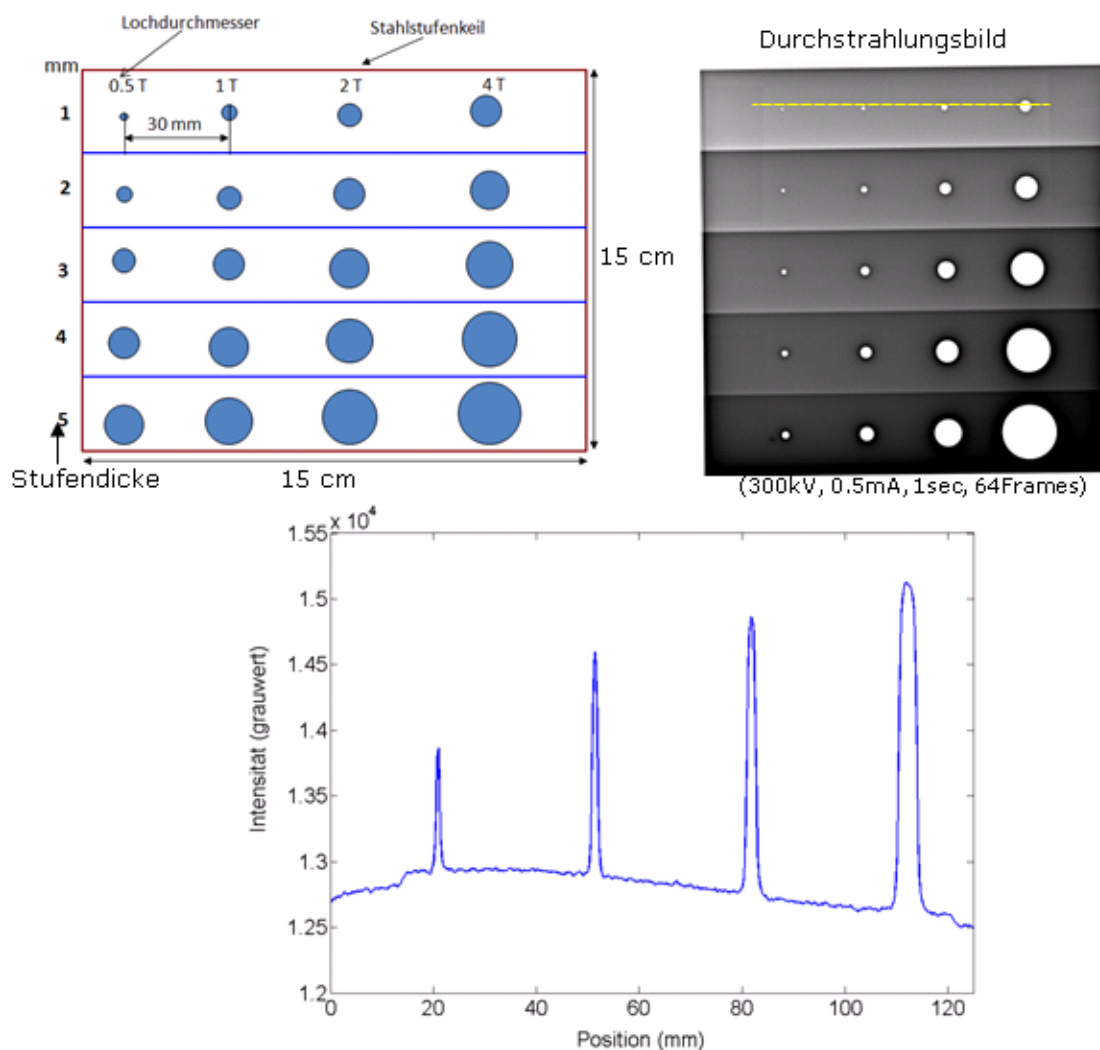 Lochdurchmesser
Stahlstufenkeil
mm
0.5 T 1 T 2 T 4 T
1
30 mm
2
3
4
5
15 cm
Stufendicke
15 cm
Durchstrahlungsbild
(300kV, 0.5mA, 1sec, 64Frames)
x 10⁴
1.55
1.5
1.45
1.4
1.35
1.3
1.25
1.2
Intensität (grauwert)
0 20 40 60 80 100 120
Position (mm)